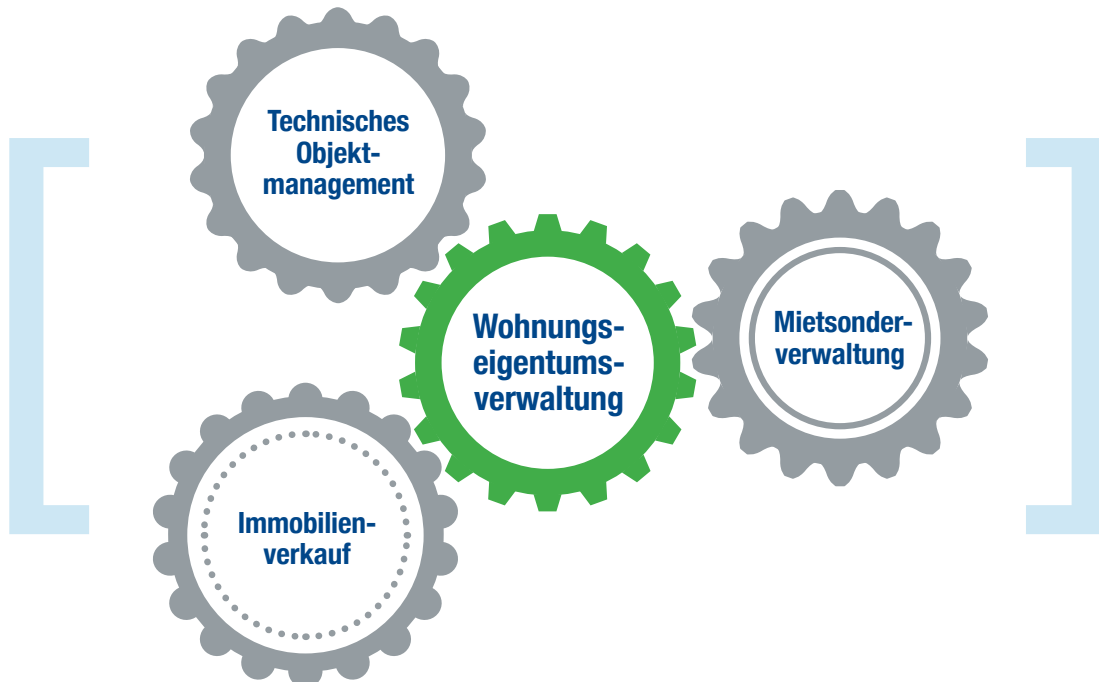 Technisches
Objekt-
management
Wohnungs-
eigentums-
verwaltung
Mietsonder-
verwaltung
Immobilien-
verkauf